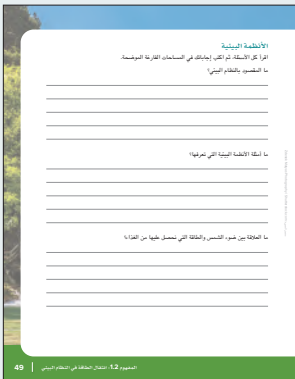 الأنظمة البيئية
اقرأ كل الأسئلة، ثم اكتب إجاباتك في المساحات الفارغة الموضحة.
ما المقصود بالنظام البيئي؟
ما أمثلة الأنظمة البيئية التي تعرفها؟
ما العلاقة بين ضوء الشمس والطاقة التي نحصل عليها من الغذاء؟
المفهوم 1.2: انتقال الطاقة في النظام البيئي 49